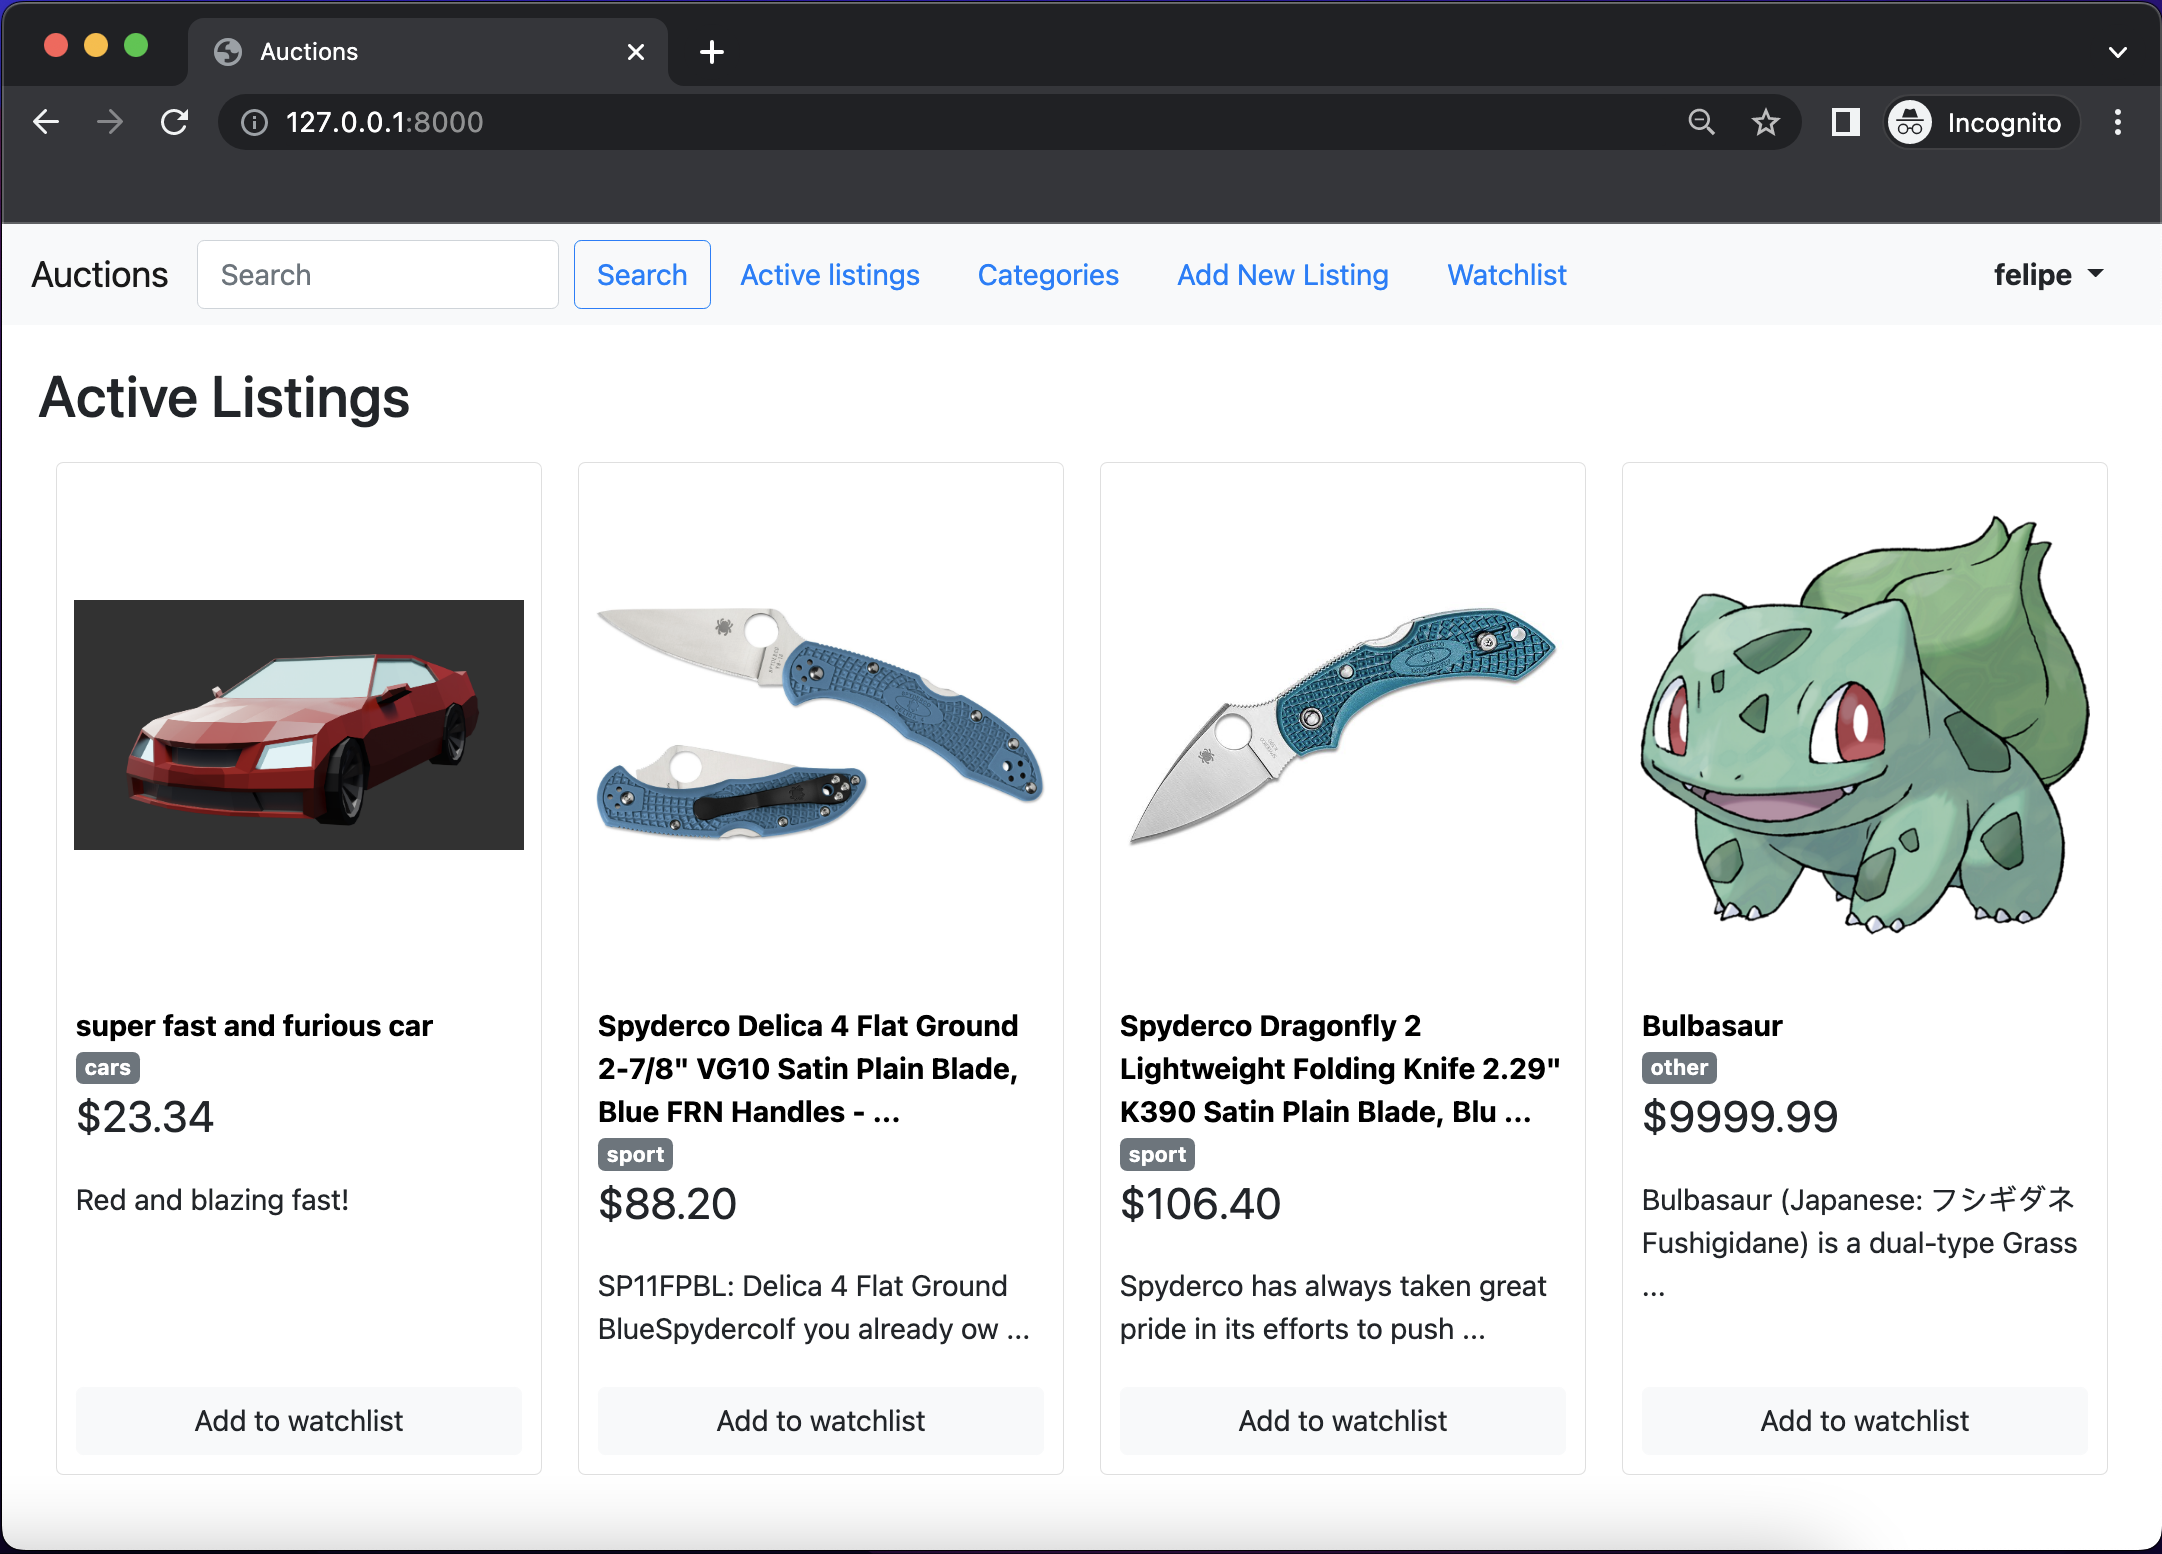 Auctions
127.0.0.1:8000
Incognito
Auctions
Search
Search
Active listings
Categories
Add New Listing
Watchlist
felipe
Active Listings
super fast and furious car
cars
$23.34
Red and blazing fast!
Add to watchlist
Spyderco Delica 4 Flat Ground
2-7/8" VG10 Satin Plain Blade,
Blue FRN Handles - ...
sport
$88.20
SP11FPBL: Delica 4 Flat Ground
BlueSpydercoIf you already ow ...
Add to watchlist
Spyderco Dragonfly 2
Lightweight Folding Knife 2.29"
K390 Satin Plain Blade, Blu ...
sport
$106.40
Spyderco has always taken great
pride in its efforts to push ...
Add to watchlist
Bulbasaur
other
$9999.99
Bulbasaur (Japanese: フシギダネ
Fushigidane) is a dual-type Grass
...
Add to watchlist